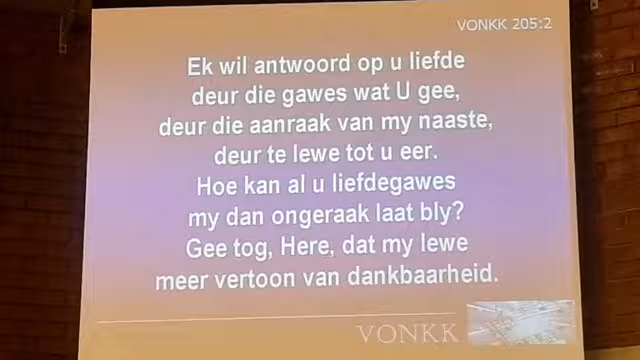 VONKK 205:2
Ek wil antwoord op u liefde
deur die gawes wat U gee,
deur die aanraak van my naaste,
deur te lewe tot u eer.
Hoe kan al u liefdegawes
my dan ongeraak laat bly?
Gee tog, Here, dat my lewe
meer vertoon van dankbaarheid.
VONKK